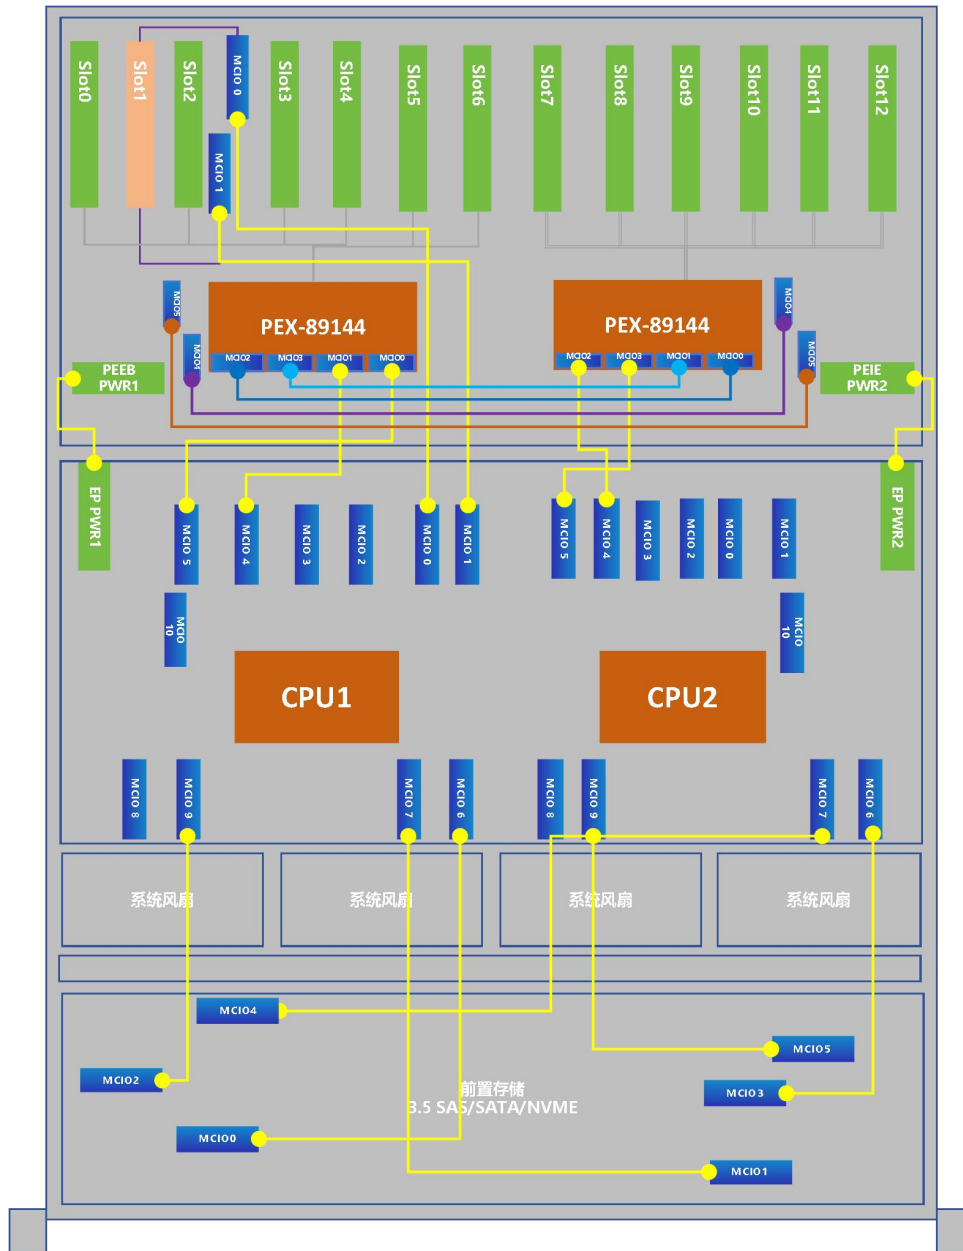 Slot0
Slot1
Slot2
MCIO 0
Slot3
Slot4
Slot5
Slot6
Slot7
Slot8
Slot9
Slot10
Slot11
Slot12
MCIO 1
MCIO5
PEX-89144
PEX-89144
MCIO4
MCIO4
MCIO5
MCIO2
MCIO3
MCIO1
MCIO0
MCIO2
MCIO3
MCIO1
MCIO0
PEEB
PWR1
PEIE
PWR2
EP PWR1
MCIO 5
MCIO 4
MCIO 3
MCIO 2
MCIO 0
MCIO 1
MCIO 5
MCIO 4
MCIO 3
MCIO 2
MCIO 0
MCIO 1
EP PWR2
MCIO
10
MCIO
10
CPU1
CPU2
MCIO 8
MCIO 9
MCIO 7
MCIO 6
MCIO 8
MCIO 9
MCIO 7
MCIO 6
系统风扇
系统风扇
系统风扇
系统风扇
MCIO4
MCIO5
MCIO2
MCIO3
前置存储
3.5 SAS/SATA/NVME
MCIO0
MCIO1